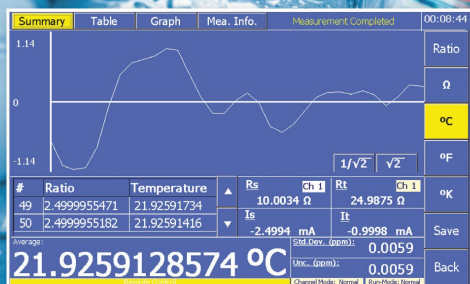 Summary Table Graph Mea. Info. Measurement Completed 00:08:44
1.14
0
-1.14
1/√2 √2
Ratio
Ω
ºC
ºF
ºK
Save
Back
# Ratio Temperature
49 2.4999955471 21.92591734
50 2.4999955182 21.92591416
▲
▼
Rs Ch 1
10.0034 Ω
Rt Ch 1
24.9875 Ω
Is
-2.4994 mA
It
-0.9998 mA
Average:
21.9259128574 ºC
Std.Dev. (ppm): 0.0059
Unc. (ppm): 0.0059
Remote Control
Channel Mode: Normal Run-Mode: Normal